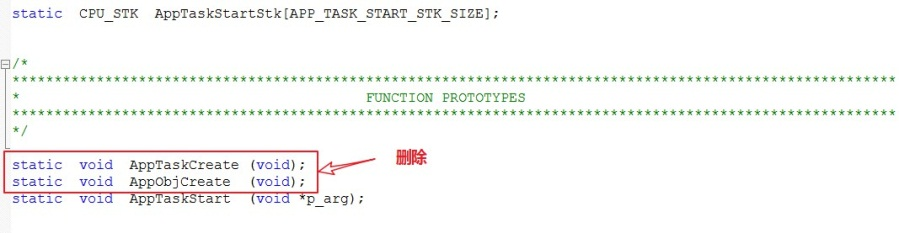 static  CPU_STK  AppTaskStartStk[APP_TASK_START_STK_SIZE];
/*
*********************************************************************************************************
*                                         FUNCTION PROTOTYPES
*********************************************************************************************************
*/
static  void  AppTaskCreate (void);
删除
static  void  AppObjCreate  (void);
static  void  AppTaskStart  (void *p_arg);